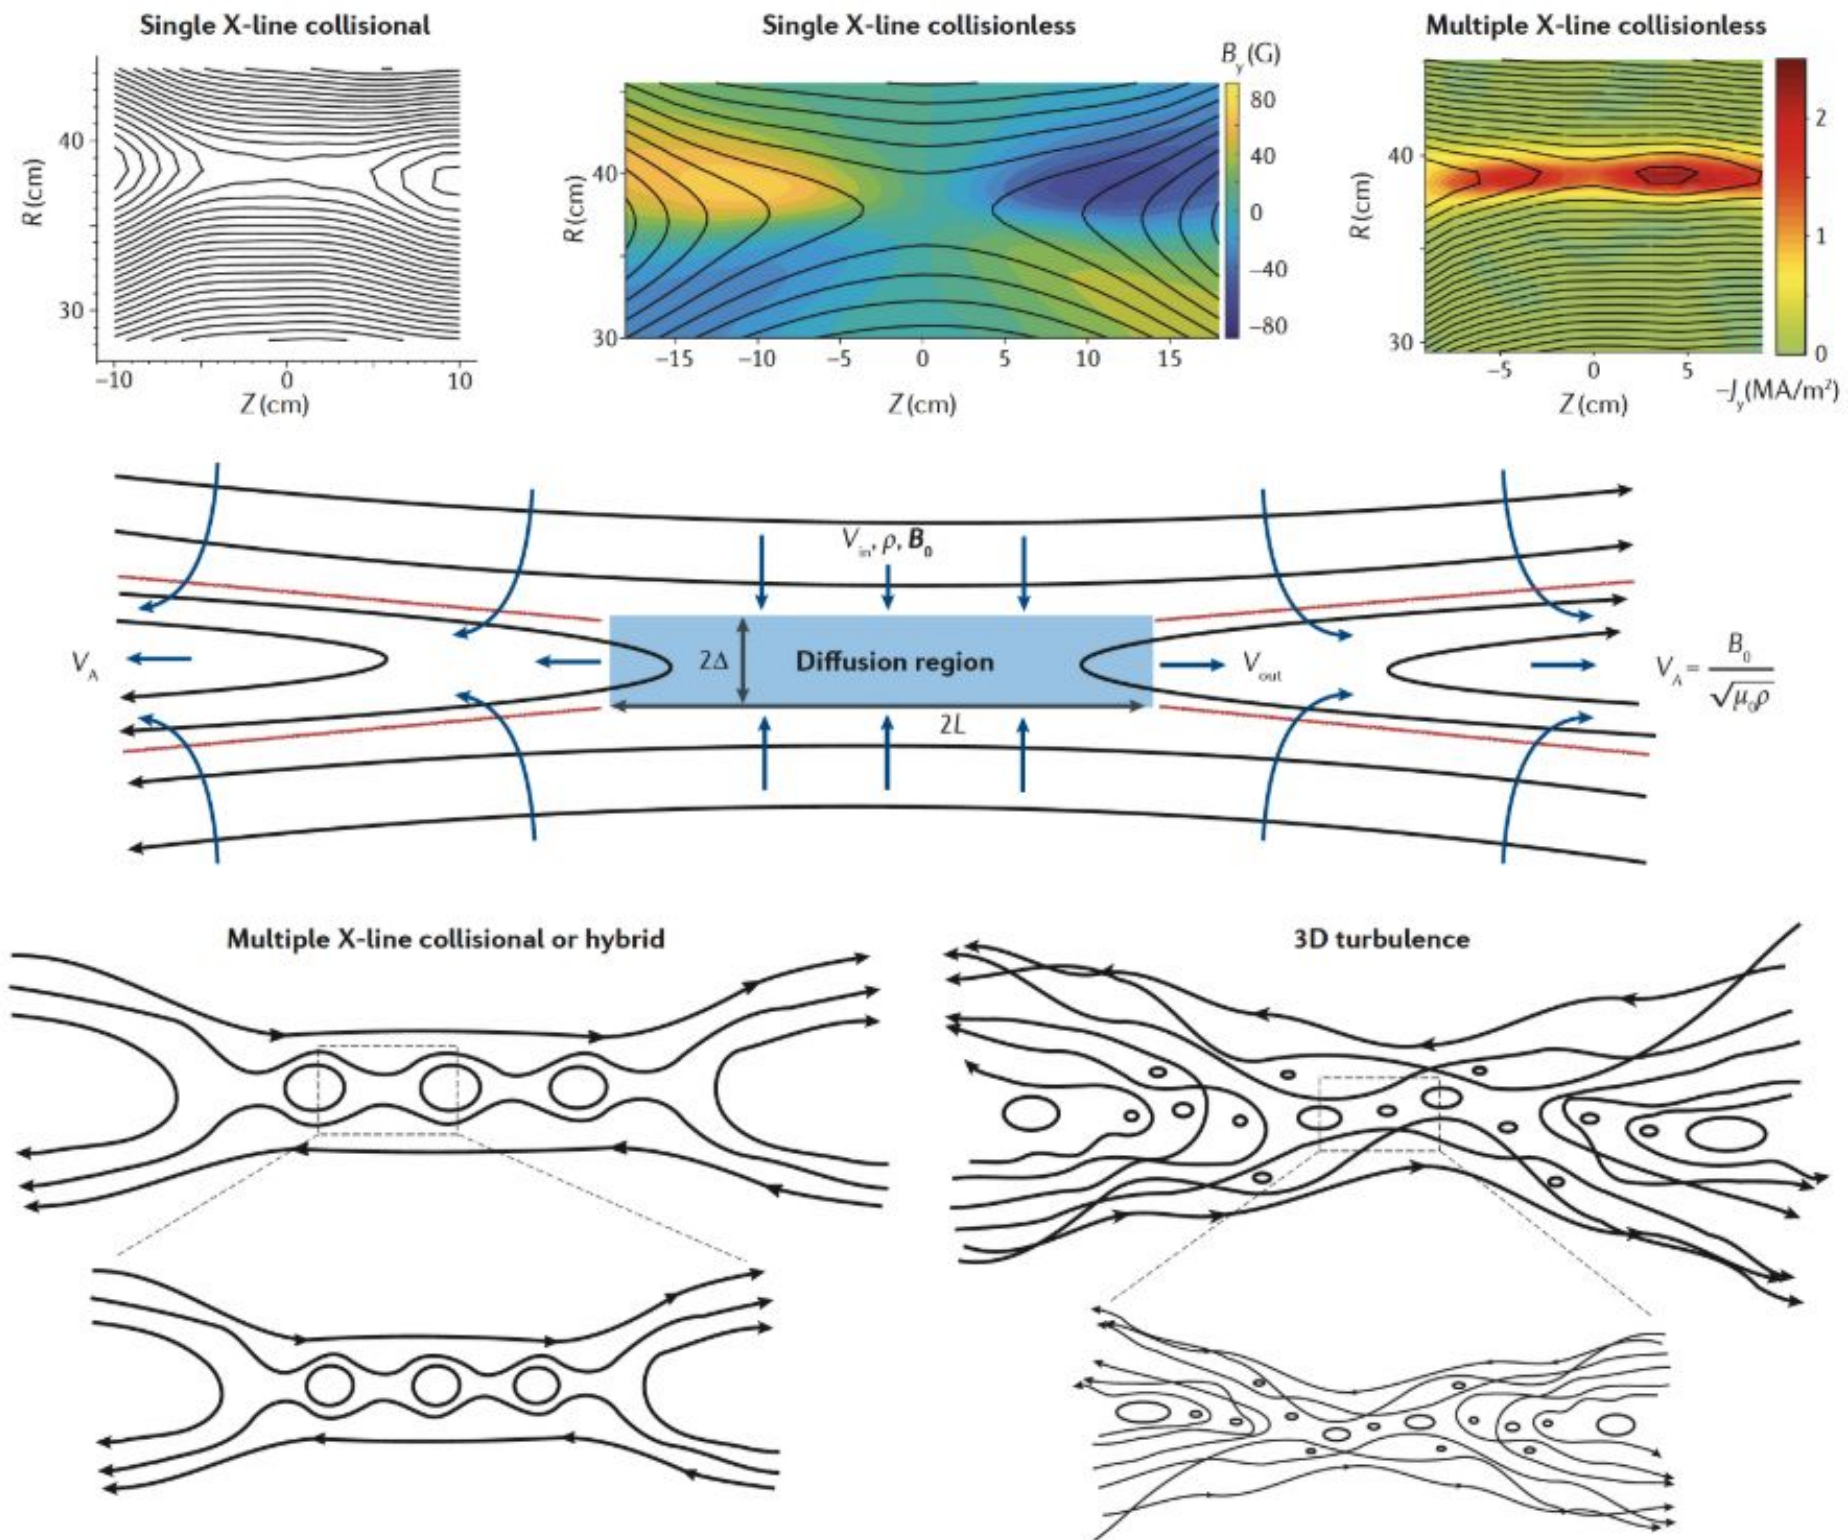 Single X-line collisional
Single X-line collisionless
Multiple X-line collisionless
R (cm)
40
30
−10
0
10
Z (cm)
R (cm)
40
30
−15
−10
−5
0
5
10
15
Z (cm)
B_y (G)
80
40
0
−40
−80
R (cm)
40
30
−5
0
5
Z (cm)
2
1
0
−J_y (MA/m²)
V_in, ρ, B_0
V_A
2Δ
Diffusion region
2L
V_out
V_A = B_0 / √μ_0ρ
Multiple X-line collisional or hybrid
3D turbulence